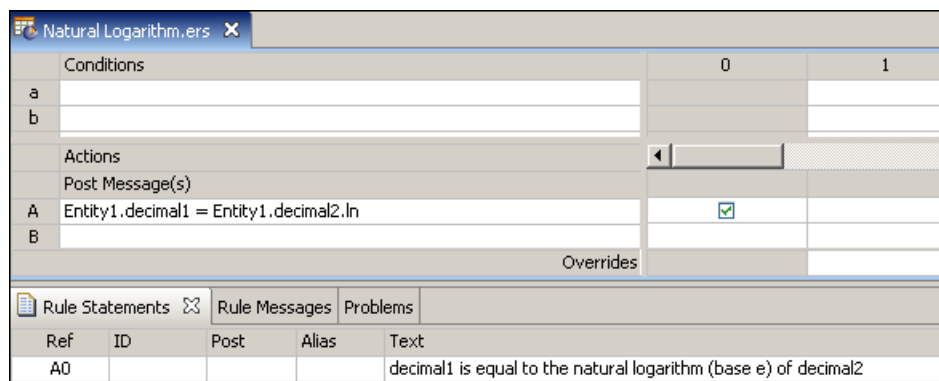 Natural Logarithm.ers
Conditions 0 1
a
b
Actions
Post Message(s)
A Entity1.decimal1 = Entity1.decimal2.ln
B
Overrides
Rule Statements Rule Messages Problems
Ref ID Post Alias Text
A0 decimal1 is equal to the natural logarithm (base e) of decimal2